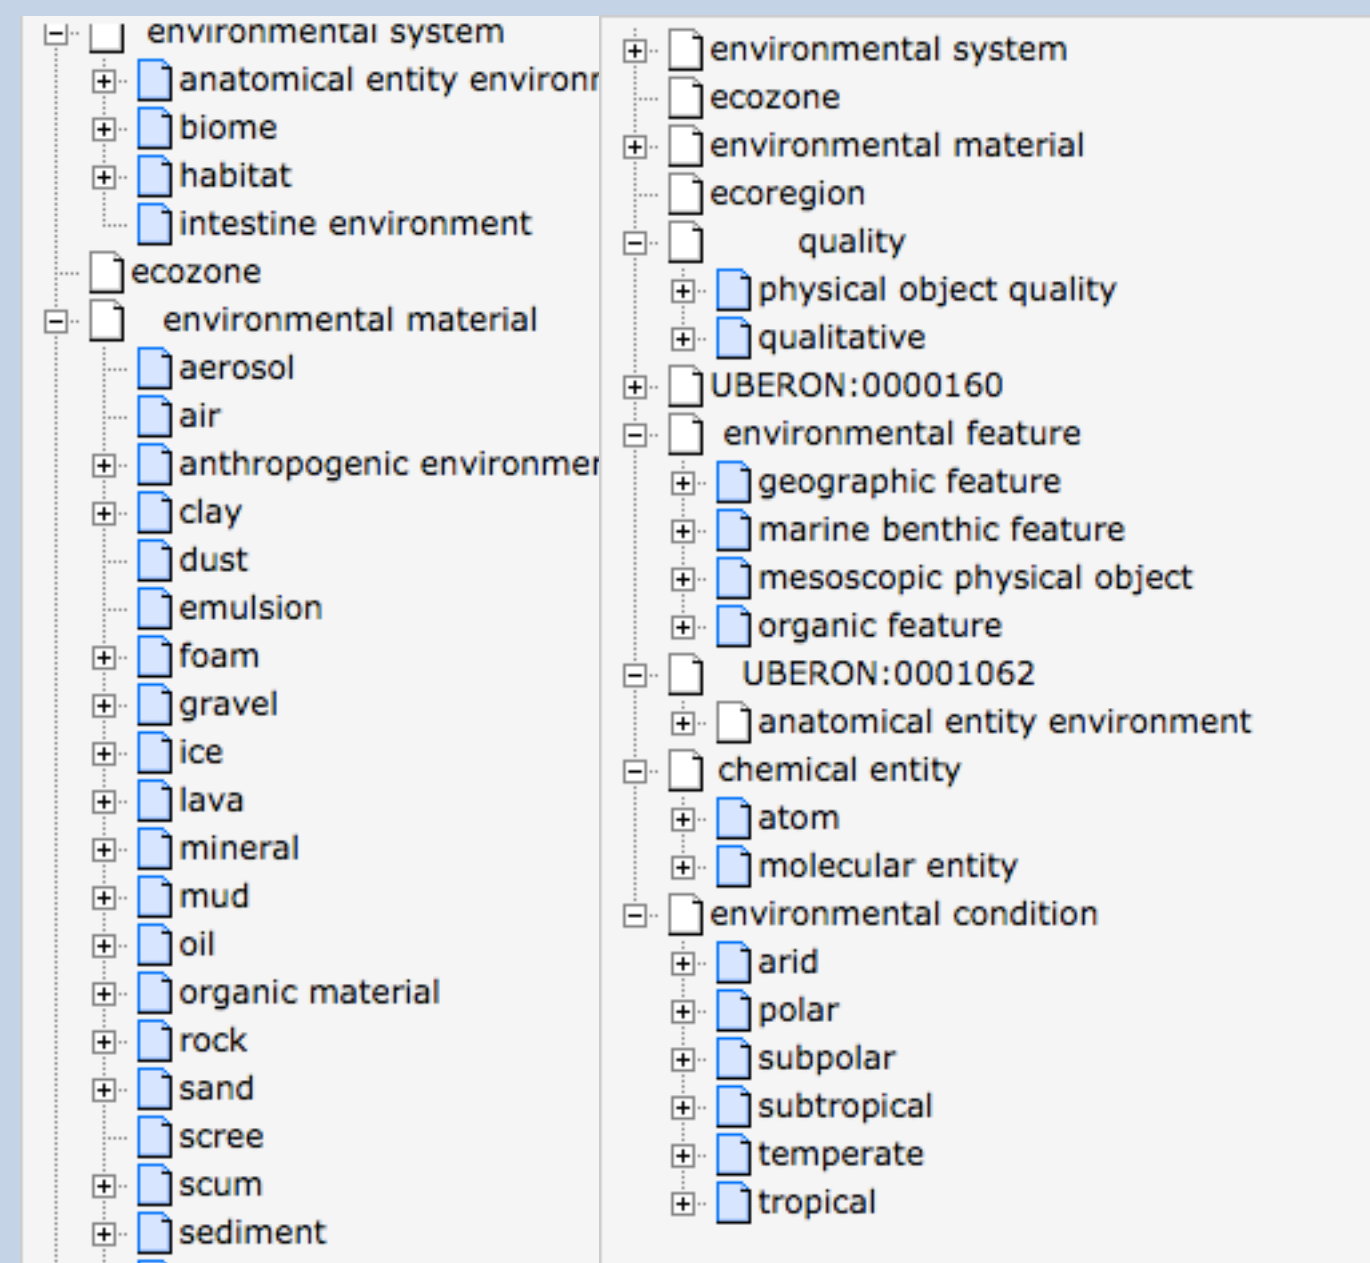 environmental system
anatomical entity environ
biome
habitat
intestine environment
ecozone
environmental material
aerosol
air
anthropogenic environme
clay
dust
emulsion
foam
gravel
ice
lava
mineral
mud
oil
organic material
rock
sand
scree
scum
sediment
environmental system
ecozone
environmental material
ecoregion
quality
physical object quality
qualitative
UBERON:0000160
environmental feature
geographic feature
marine benthic feature
mesoscopic physical object
organic feature
UBERON:0001062
anatomical entity environment
chemical entity
atom
molecular entity
environmental condition
arid
polar
subpolar
subtropical
temperate
tropical